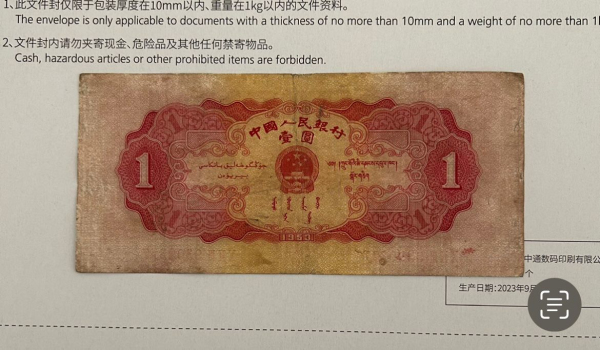 1、此文件封仅限于包装厚度在10mm以内、重量在1kg以内的文件资料。
The envelope is only applicable to documents with a thickness of no more than 10mm and a weight of no more than 1
2、文件封内请勿夹寄现金、危险品及其他任何禁寄物品。
Cash, hazardous articles or other prohibited items are forbidden.
中國人民銀行
壹圓
1 1
1953
中通数码印刷有限公
个
生产日期:2023年9